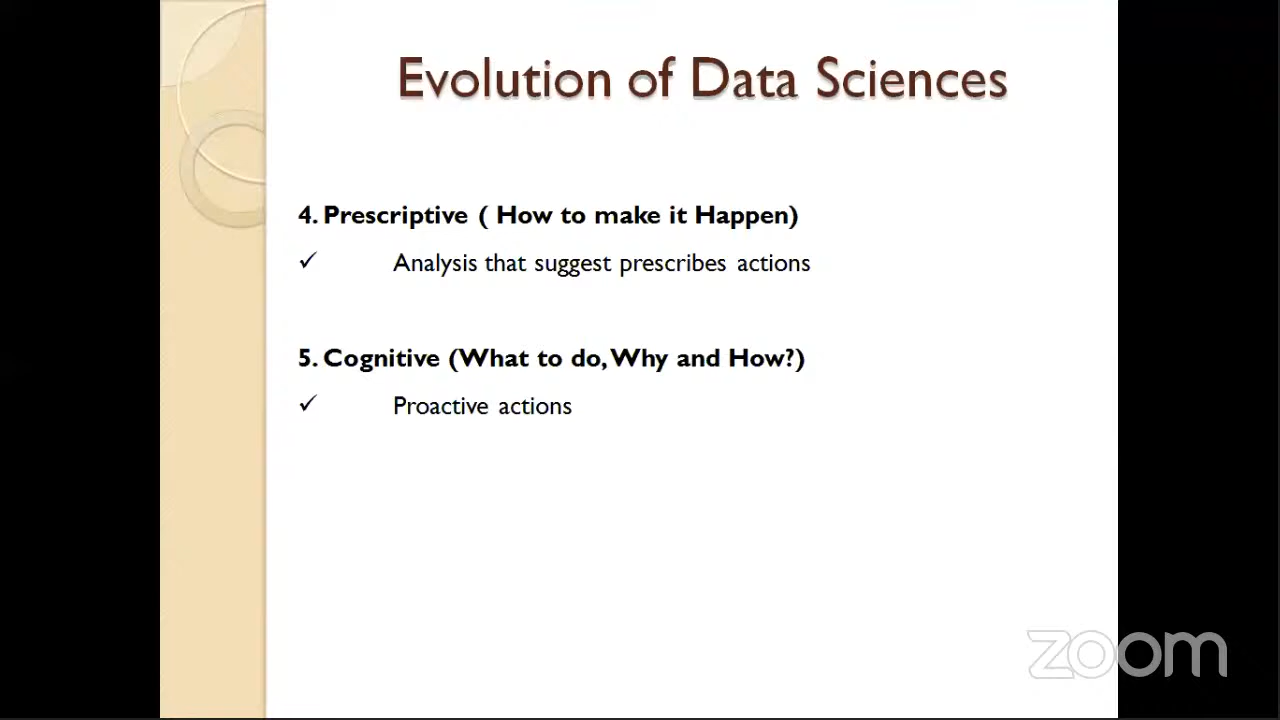 Evolution of Data Sciences
4. Prescriptive ( How to make it Happen)
✓ Analysis that suggest prescribes actions
5. Cognitive (What to do, Why and How?)
✓ Proactive actions
zoom